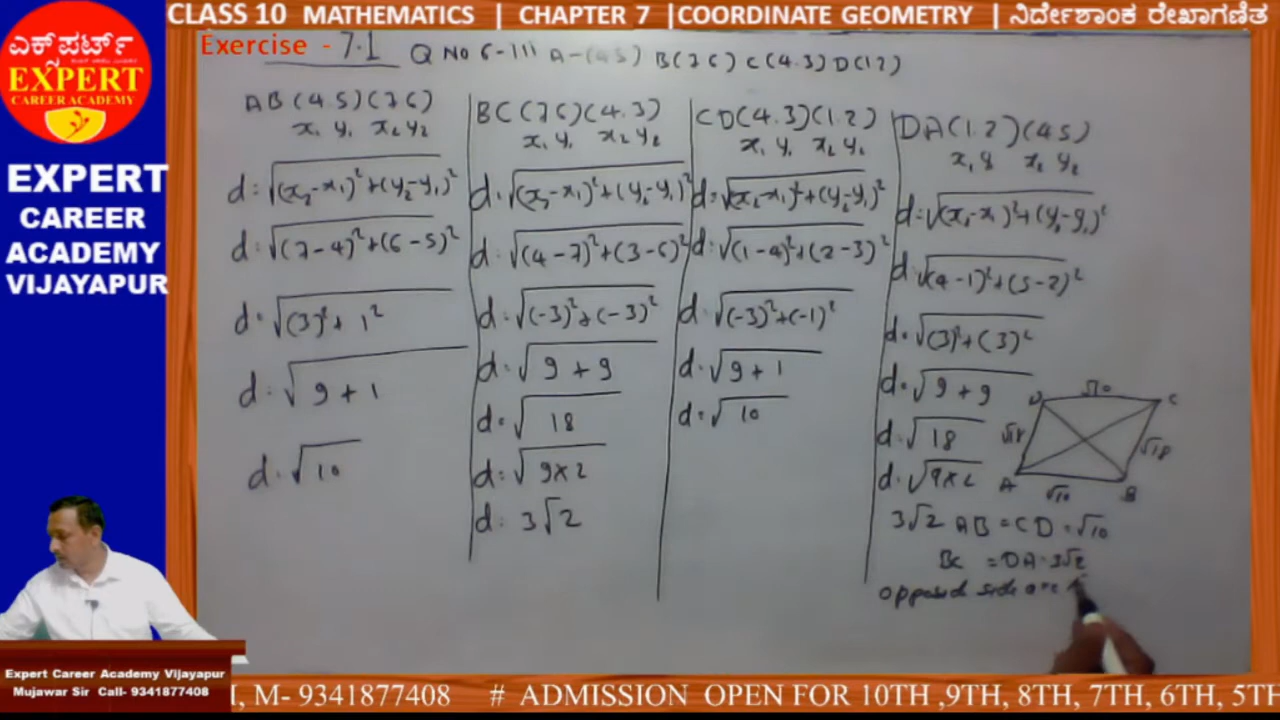 CLASS 10 MATHEMATICS | CHAPTER 7 |COORDINATE GEOMETRY | ನಿರ್ದೇಶಾಂಕ ರೇಖಾಗಣಿತ
ಎಕ್ಸ್‌ಪರ್ಟ್
EXPERT
CAREER ACADEMY
EXPERT
CAREER
ACADEMY
VIJAYAPUR
Exercise - 7.1 Q No 6-iii A-(4 5) B(7 6) C(4.3) D(1 2)
AB(4 5)(7 6)
x₁ y₁ x₂ y₂
d=√(x₂-x₁)²+(y₂-y₁)²
d=√(7-4)²+(6-5)²
d=√(3)²+1²
d=√9+1
d=√10
BC(7 6)(4.3)
x₁ y₁ x₂ y₂
d=√(x₂-x₁)²+(y₂-y₁)²
d=√(4-7)²+(3-6)²
d=√(-3)²+(-3)²
d=√9+9
d=√18
d=√9×2
d=3√2
CD(4.3)(1.2)
x₁ y₁ x₂ y₂
d=√(x₂-x₁)²+(y₂-y₁)²
d=√(1-4)²+(2-3)²
d=√(-3)²+(-1)²
d=√9+1
d=√10
DA(1.2)(4 5)
x₁ y x₂ y₂
d=√(x₂-x₁)²+(y₂-y₁)²
d=√(4-1)²+(5-2)²
d=√(3)²+(3)²
d=√9+9
d=√18
d=√9×2
3√2 AB=CD=√10
BC =DA=3√2
D √10 C
√18 √18
A √10 B
side are
Expert Career Academy Vijayapur
Mujawar Sir Call- 9341877408
M- 9341877408 # ADMISSION OPEN FOR 10TH ,9TH, 8TH, 7TH, 6TH, 5TH